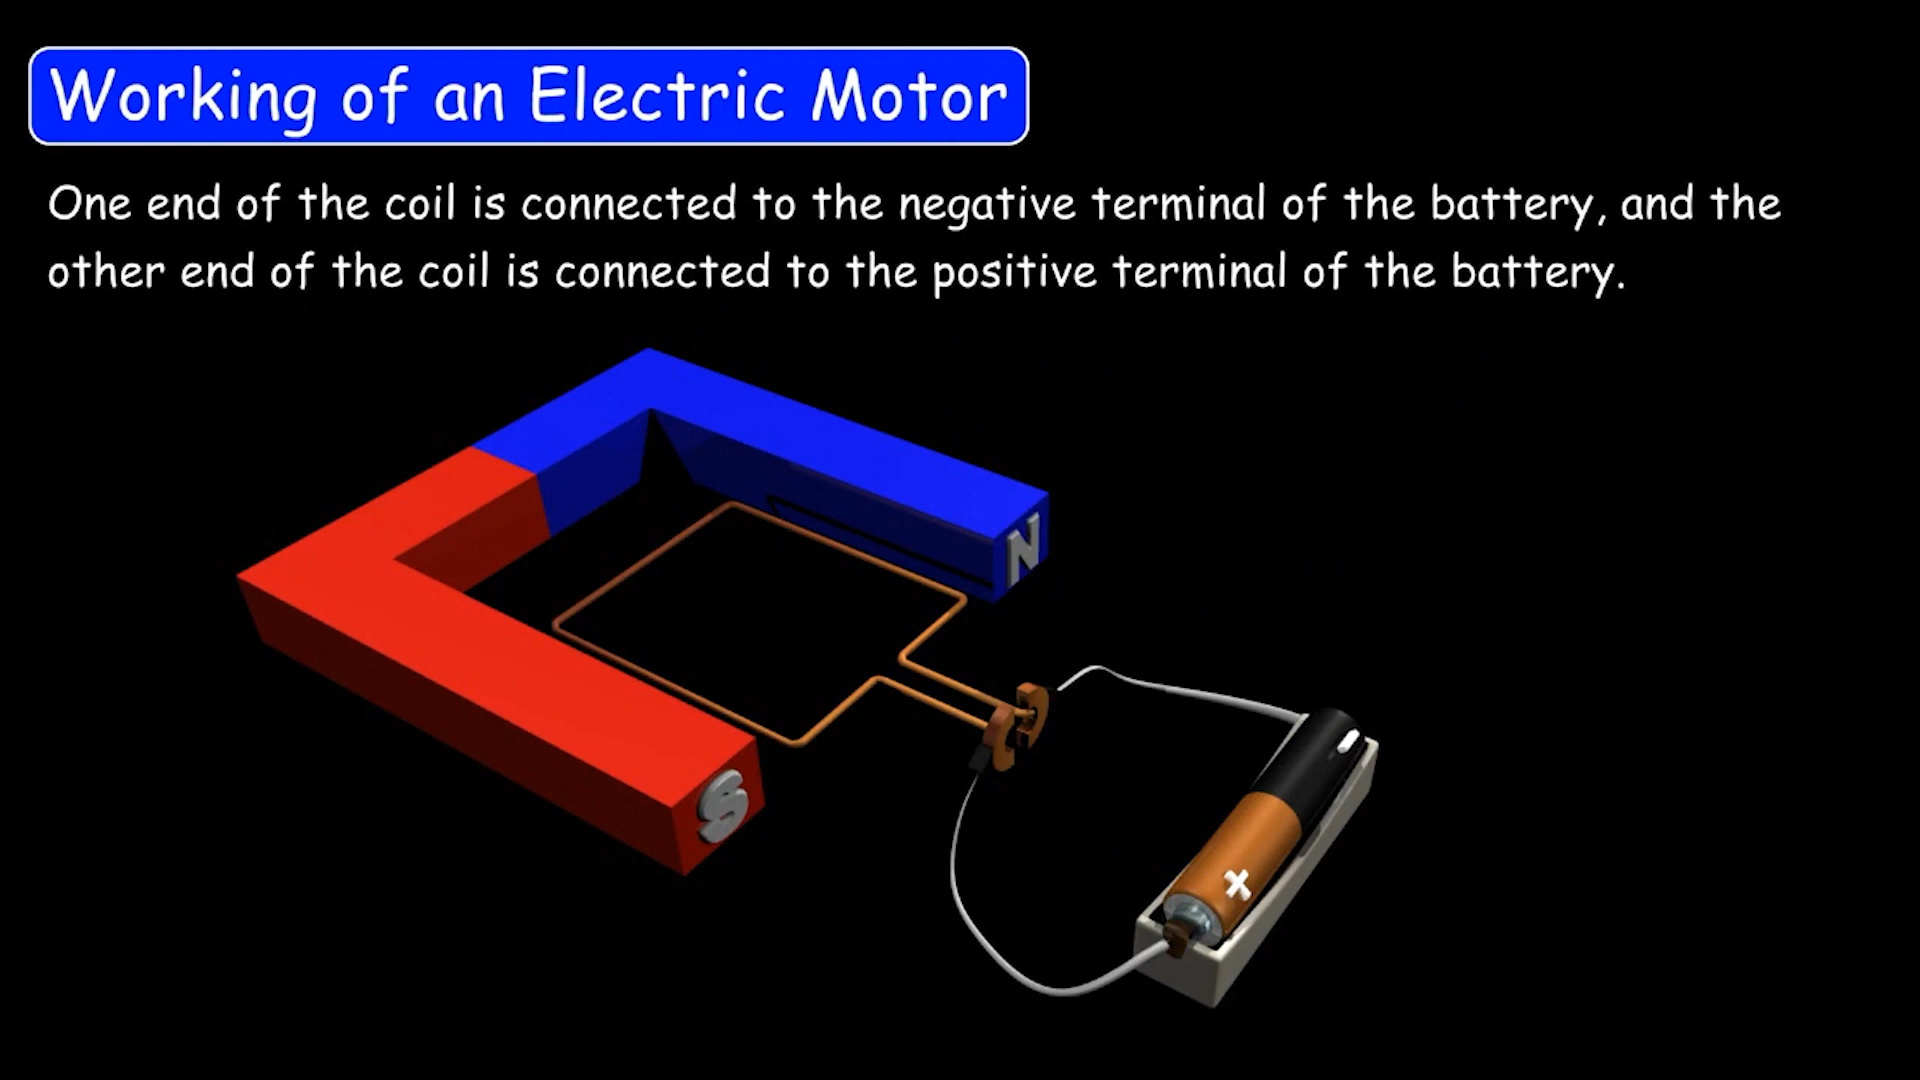 Working of an Electric Motor
One end of the coil is connected to the negative terminal of the battery, and the
other end of the coil is connected to the positive terminal of the battery.
N
S
-
+